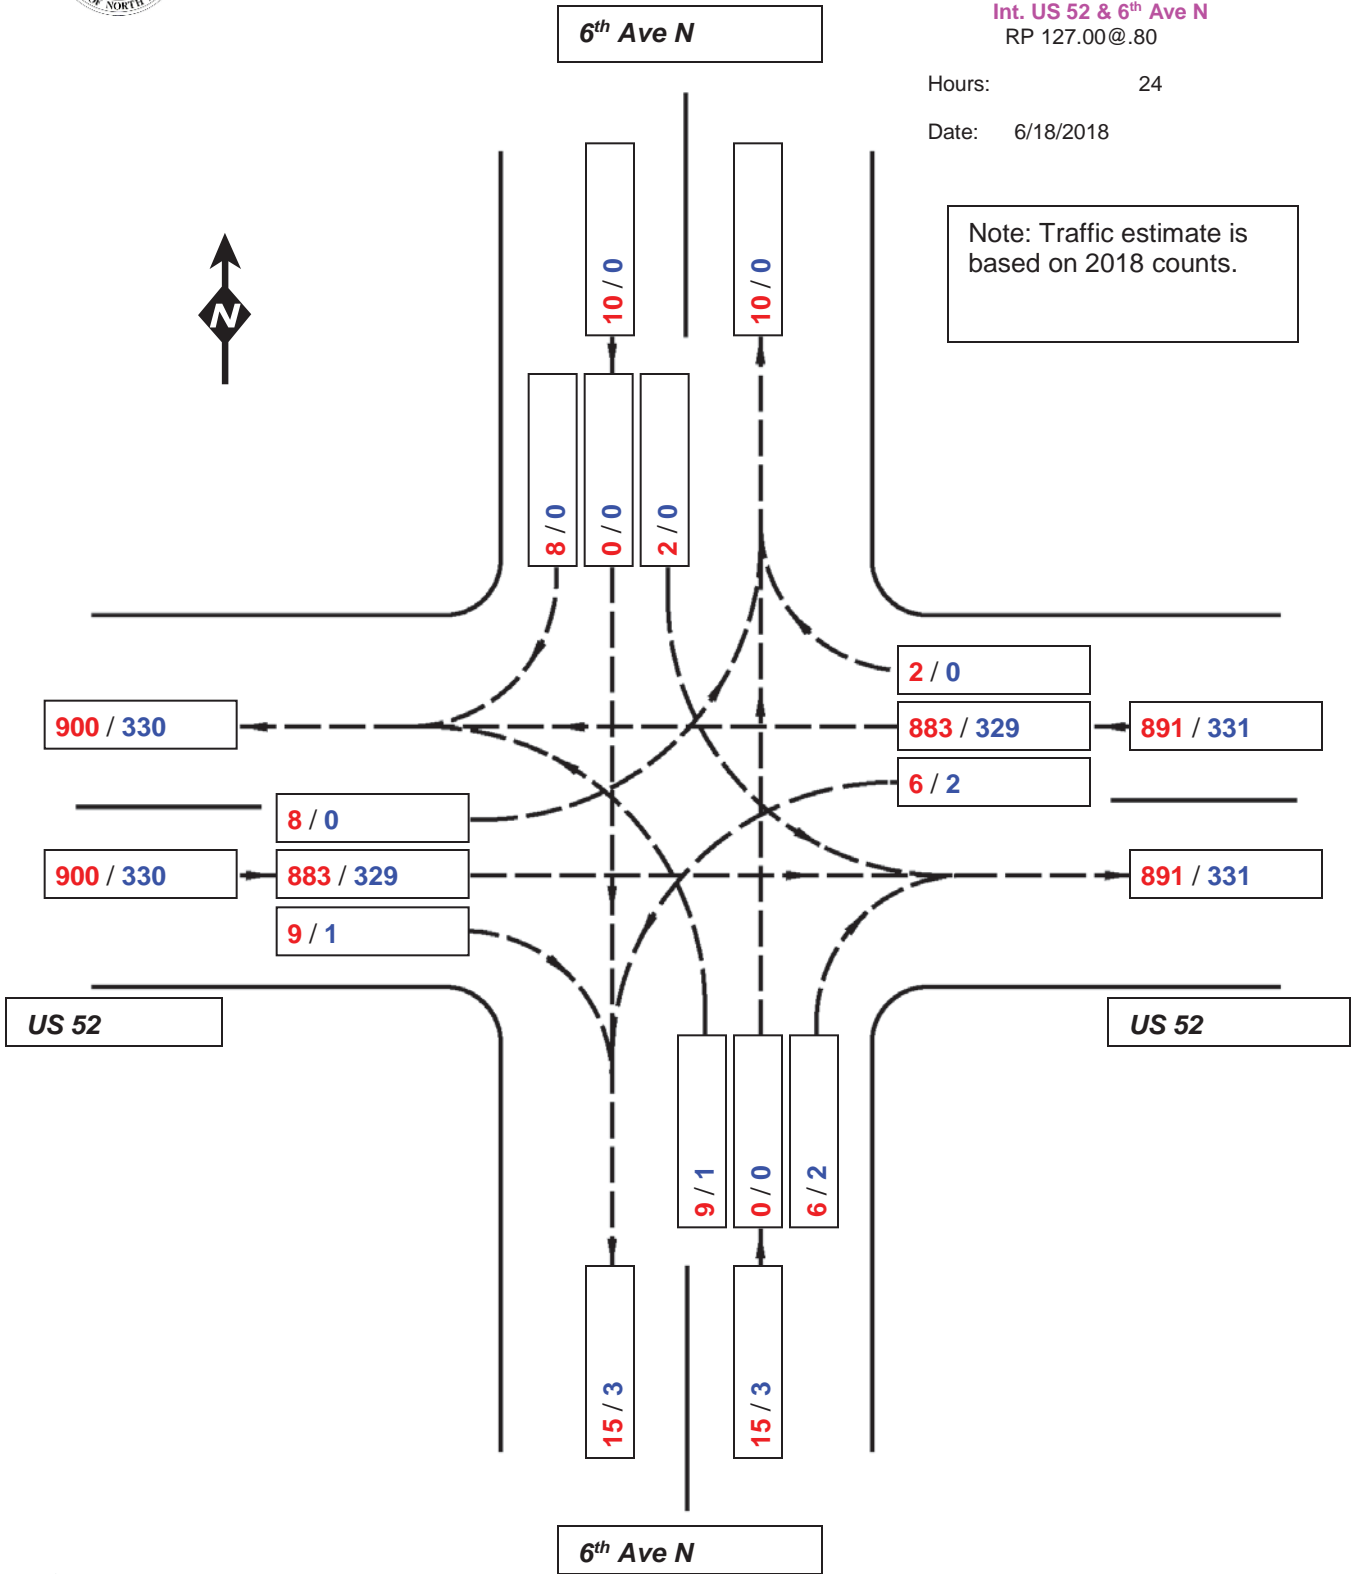 OF NORTH
6th Ave N
Int. US 52 & 6th Ave N
RP 127.00@.80
Hours: 24
Date: 6/18/2018
Note: Traffic estimate is
based on 2018 counts.
10 / 0
10 / 0
N
8 / 0
0 / 0
2 / 0
2 / 0
900 / 330
883 / 329
891 / 331
6 / 2
8 / 0
900 / 330
883 / 329
891 / 331
9 / 1
US 52
US 52
9 / 1
0 / 0
6 / 2
15 / 3
15 / 3
6th Ave N